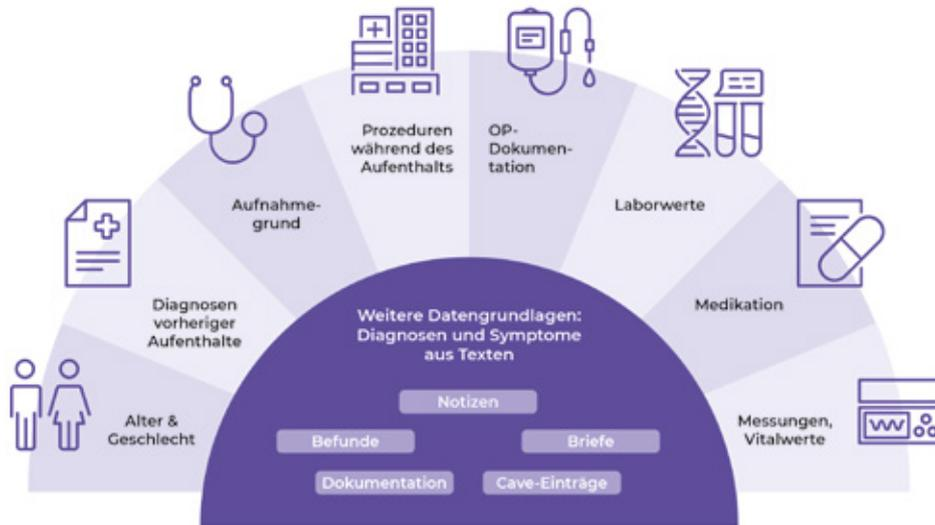 Prozeduren
während des
Aufenthalts
OP-
Dokumen-
tation
Aufnahme-
grund
Laborwerte
Diagnosen
vorheriger
Aufenthalte
Medikation
Alter &
Geschlecht
Messungen,
Vitalwerte
Weitere Datengrundlagen:
Diagnosen und Symptome
aus Texten
Notizen
Befunde
Briefe
Dokumentation
Cave-Einträge